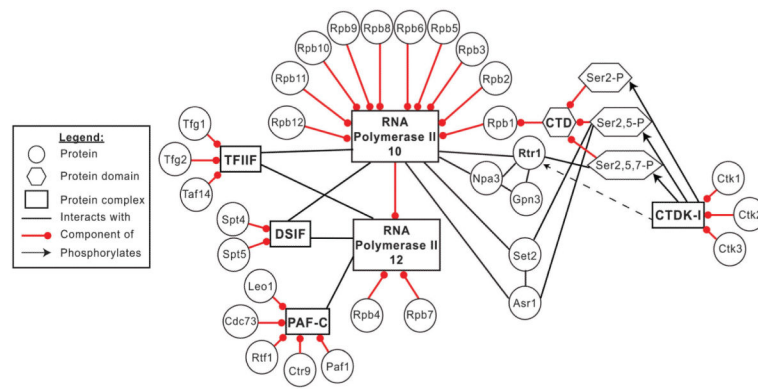 Rpb9
Rpb8
Rpb6
Rpb5
Rpb10
Rpb3
Rpb11
Rpb2
Rpb12
Rpb1
RNA
Polymerase II
10
CTD
Ser2-P
Ser2,5-P
Ser2,5,7-P
Tfg1
Tfg2
Taf14
TFIIF
Rtr1
Npa3
Gpn3
Ctk1
Ctk2
Ctk3
CTDK-I
Legend:
Protein
Protein domain
Protein complex
Interacts with
Component of
Phosphorylates
Spt4
Spt5
DSIF
RNA
Polymerase II
12
Set2
Asr1
Leo1
Cdc73
Rtf1
Ctr9
Paf1
PAF-C
Rpb4
Rpb7